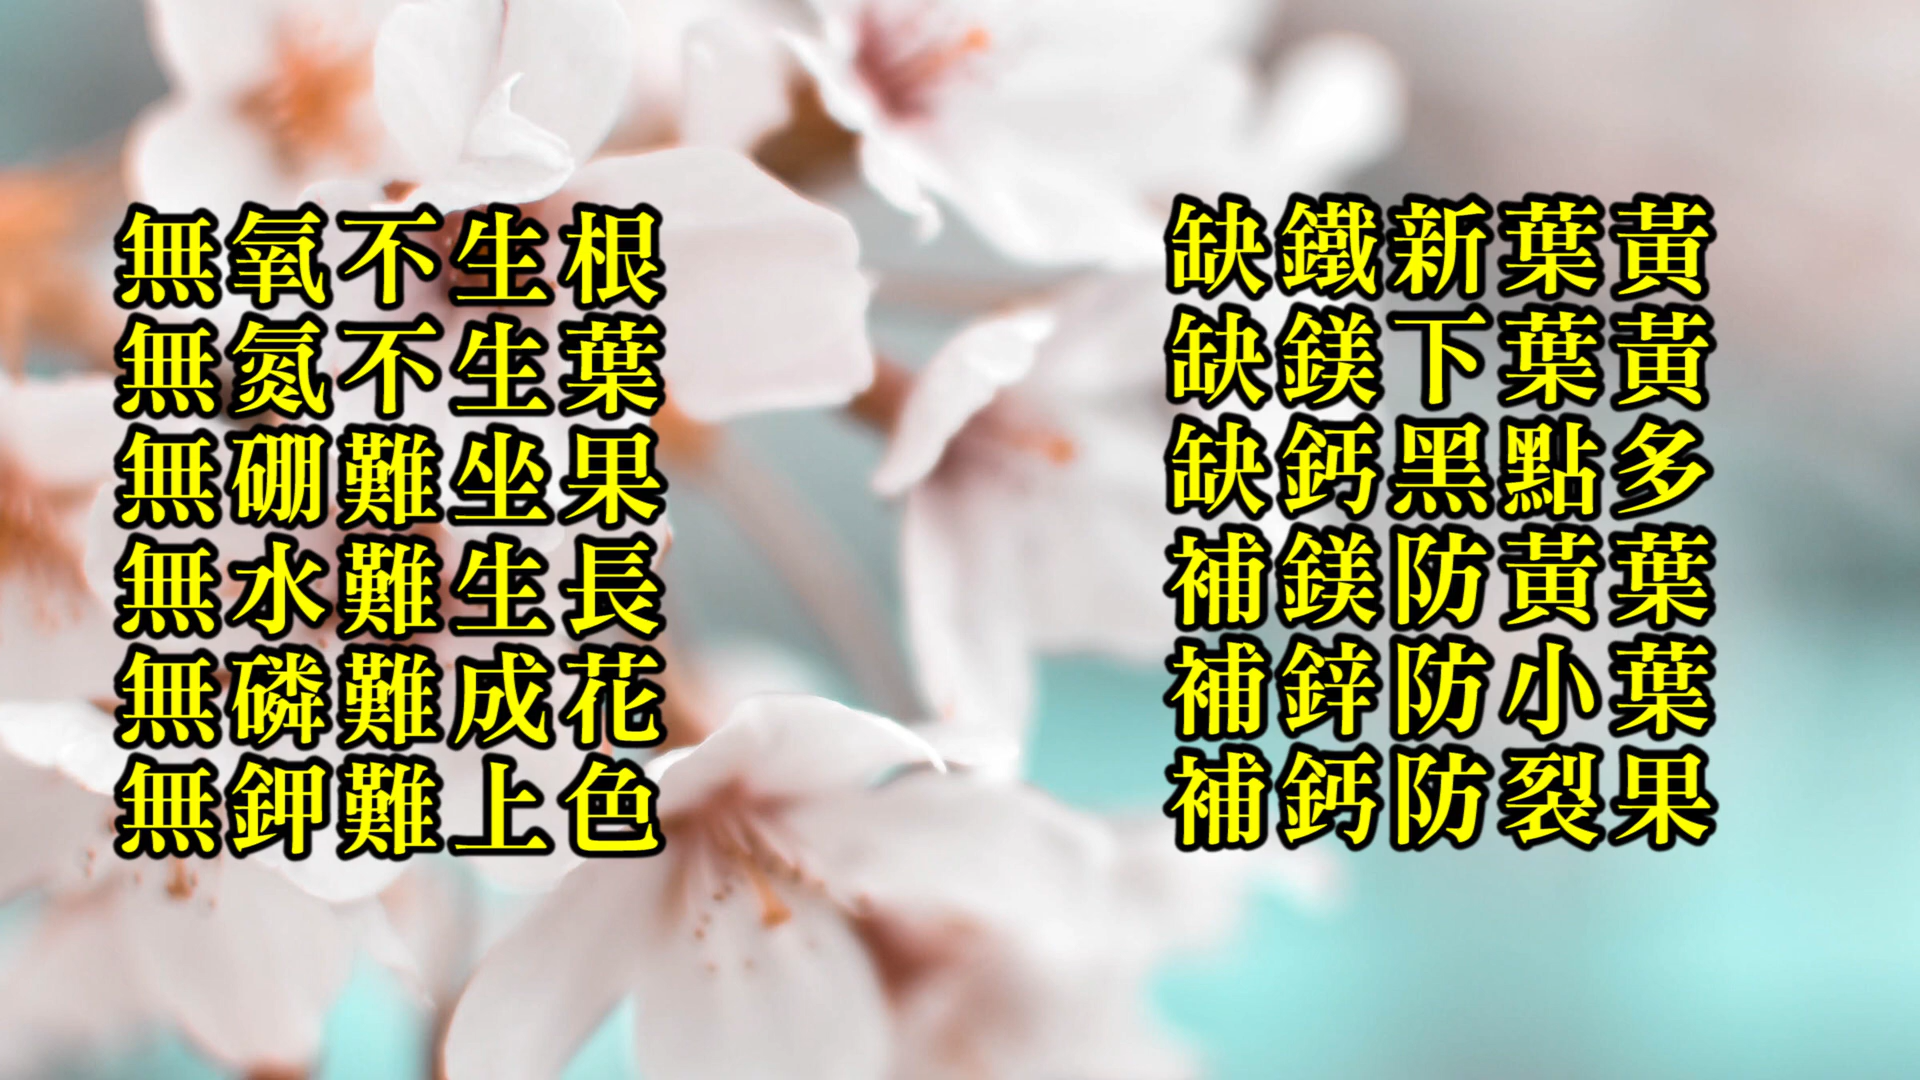 無氧不生根
無氮不生葉
無硼難坐果
無水難生長
無磷難成花
無鉀難上色
缺鐵新葉黃
缺鎂下葉黃
缺鈣黑點多
補鎂防黃葉
補鋅防小葉
補鈣防裂果